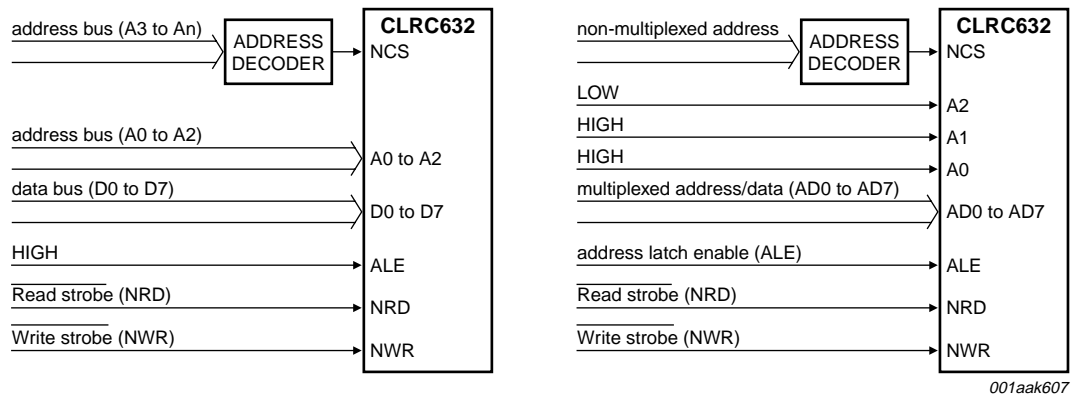 address bus (A3 to An)
ADDRESS
DECODER
CLRC632
NCS
address bus (A0 to A2)
A0 to A2
data bus (D0 to D7)
D0 to D7
HIGH
ALE
Read strobe (NRD)
NRD
Write strobe (NWR)
NWR
non-multiplexed address
ADDRESS
DECODER
CLRC632
NCS
LOW
A2
HIGH
A1
HIGH
A0
multiplexed address/data (AD0 to AD7)
AD0 to AD7
address latch enable (ALE)
ALE
Read strobe (NRD)
NRD
Write strobe (NWR)
NWR
001aak607